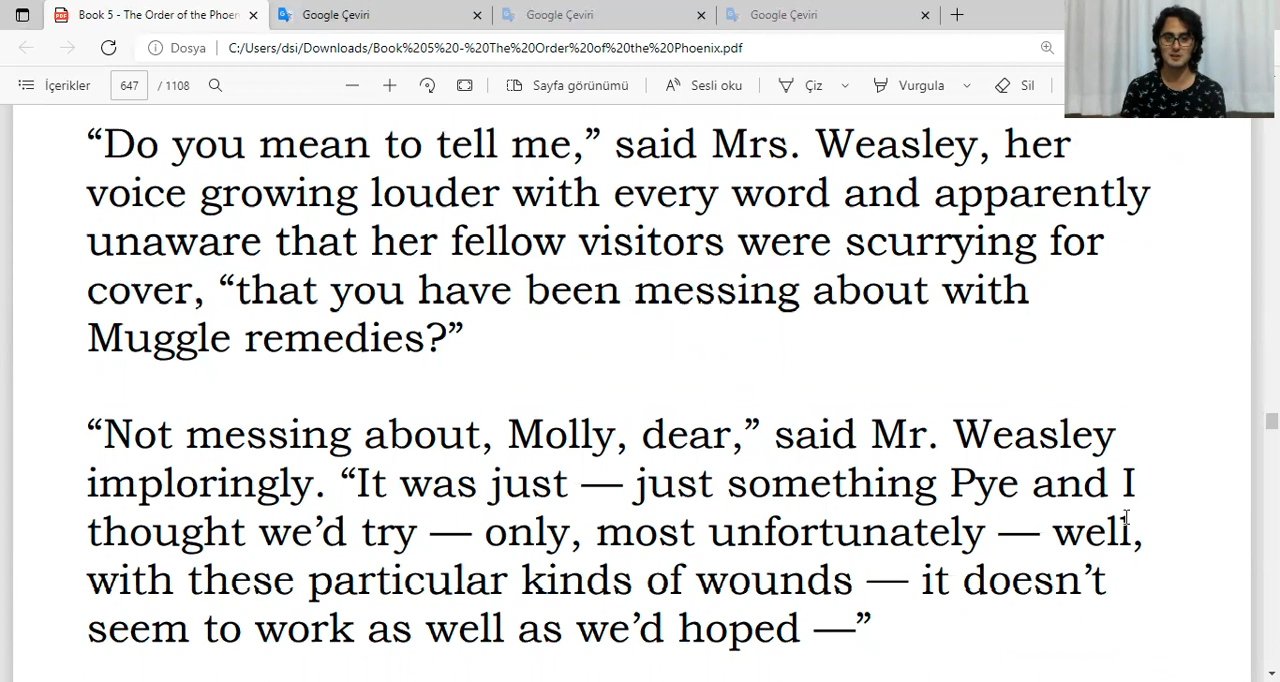 Book 5 - The Order of the Phoen
Google Çeviri
Google Çeviri
Google Çeviri
Dosya
C:/Users/dsi/Downloads/Book%205%20-%20The%20Order%20of%20the%20Phoenix.pdf
İçerikler
647
/ 1108
Sayfa görünümü
Sesli oku
Çiz
Vurgula
Sil
“Do you mean to tell me,” said Mrs. Weasley, her
voice growing louder with every word and apparently
unaware that her fellow visitors were scurrying for
cover, “that you have been messing about with
Muggle remedies?”
“Not messing about, Molly, dear,” said Mr. Weasley
imploringly. “It was just — just something Pye and I
thought we’d try — only, most unfortunately — well,
with these particular kinds of wounds — it doesn’t
seem to work as well as we’d hoped —”